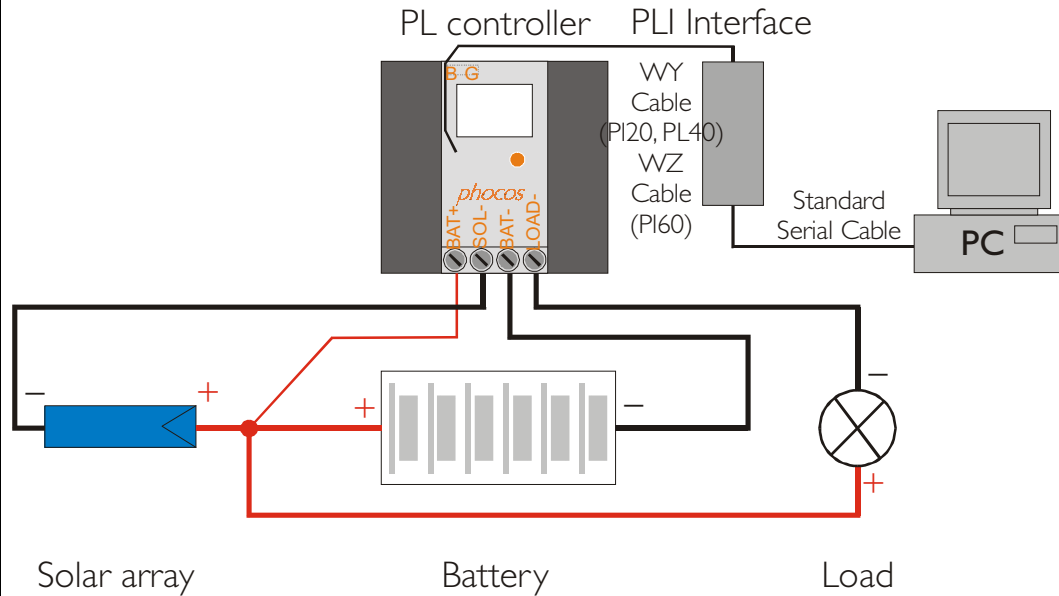 PL controller
PLI Interface
B G
WY
Cable
(PI20, PL40)
WZ
Cable
(PI60)
phocos
BAT+
SOL-
BAT-
LOAD-
Standard
Serial Cable
PC
−
+
+
−
−
+
Solar array
Battery
Load